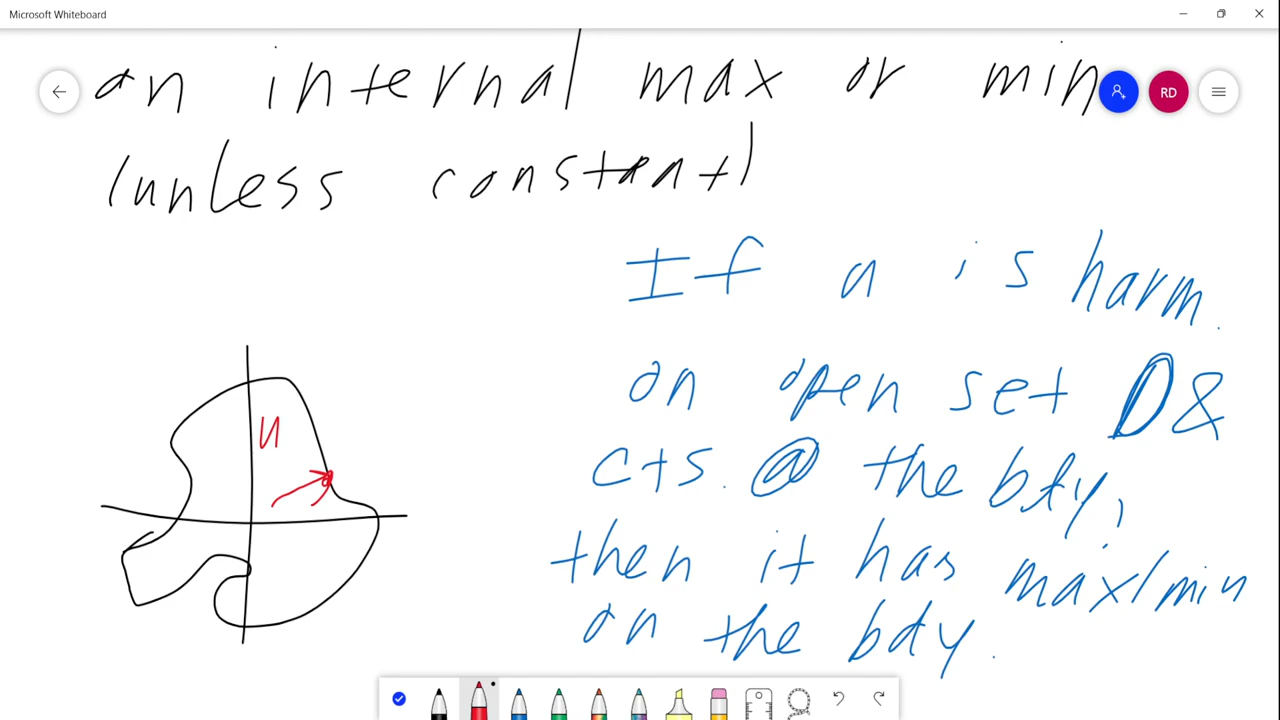 Microsoft Whiteboard
an internal max or min
RD
(unless constant)
If u is harm.
on open set D &
cts. @ the bdy,
then it has max/min
on the bdy.
u